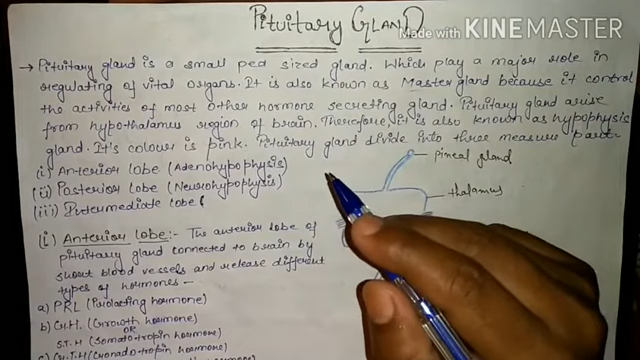 Pituitary Gland
Made with KINEMASTER
→ Pituitary gland is a small pea sized gland. Which play a major role in
regulating of vital organs. It is also known as Master gland because it control
the activities of most other hormone secreting gland. Pituitary gland arise
from hypothalamus region of brain. Therefore it is also known as hypophysis
gland. It's colour is pink. Pituitary gland divide into three measure part-
(i) Anterior lobe (Adenohypophysis)
(ii) Posterior lobe (Neurohypophysis)
(iii) Intermediate lobe
pineal gland
thalamus
(i) Anterior lobe:- The anterior lobe of
pituitary gland connected to brain by
short blood vessels and release different
types of hormones-
a) PRL (Prolacting hormone)
b) G.H. (Growth hormone)
OR
S.T.H (Somatotropin hormone)
c) G.T.H (Gonadotropin hormone)